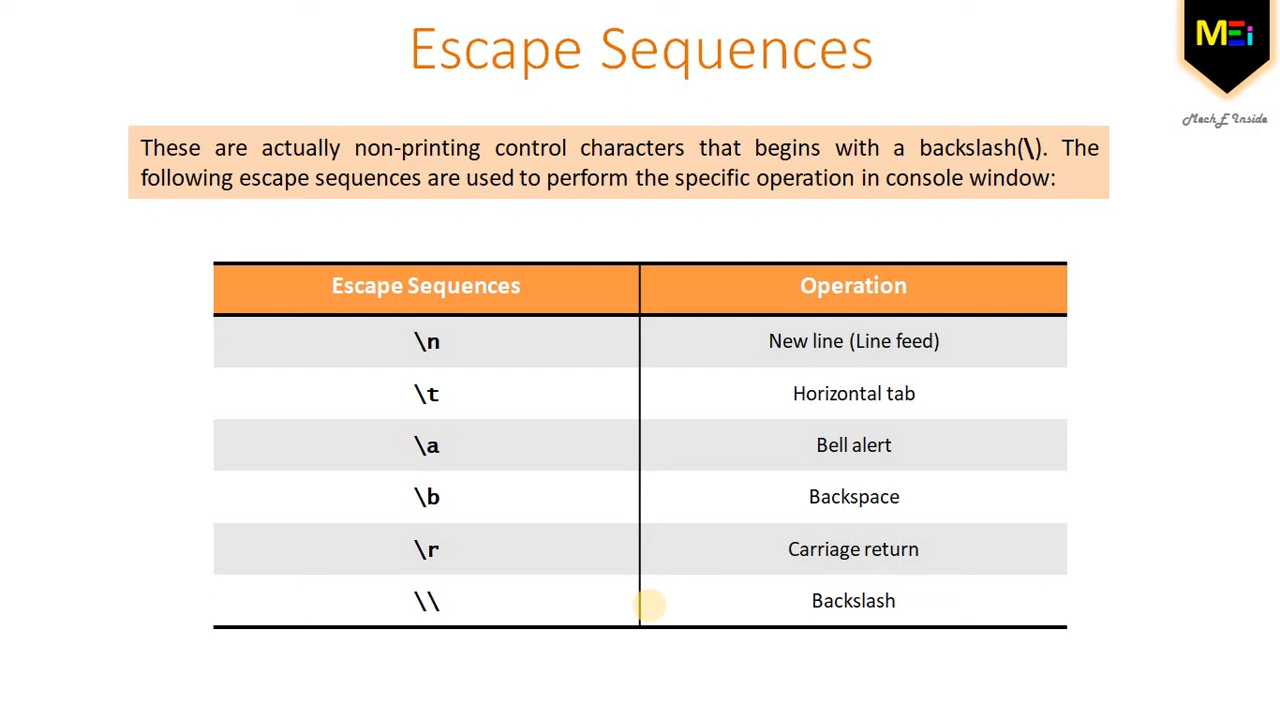 Escape Sequences
MEi
MechE Inside
These are actually non-printing control characters that begins with a backslash(\). The
following escape sequences are used to perform the specific operation in console window:
Escape Sequences Operation
\n New line (Line feed)
\t Horizontal tab
\a Bell alert
\b Backspace
\r Carriage return
\\ Backslash